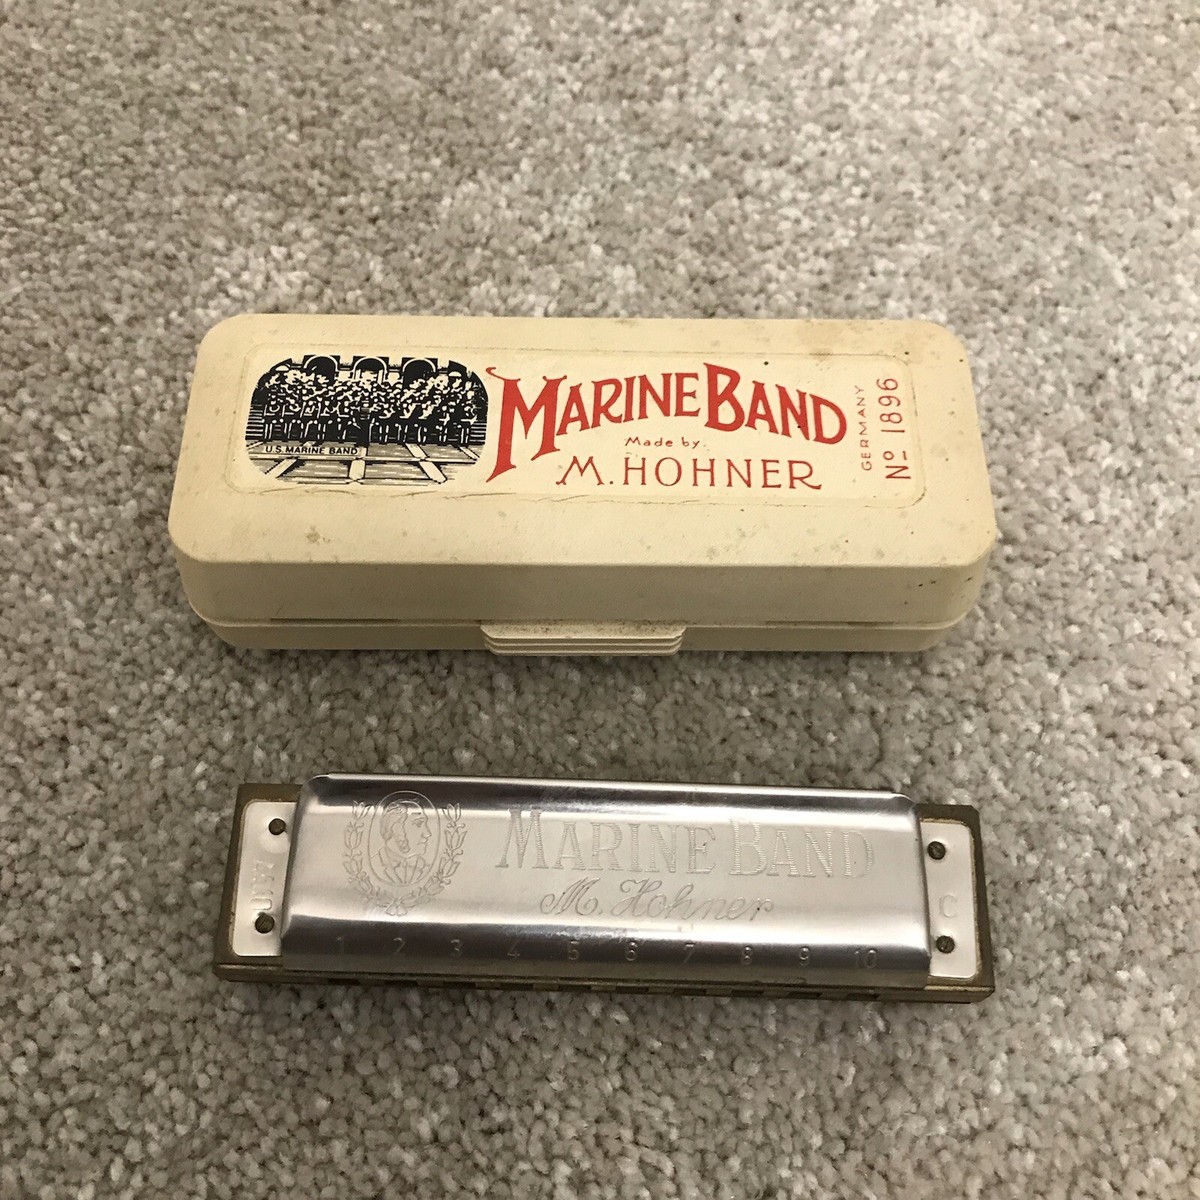 U.S. MARINE BAND
MARINE BAND
Made by
M. HOHNER
GERMANY
Nº 1896
MARINE BAND
M. Hohner
1 2 3 4 5 6 7 8 9 10
C